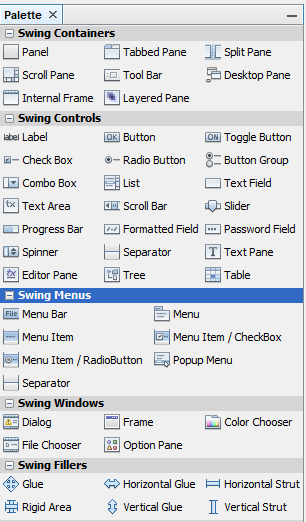 Palette
Swing Containers
Panel Tabbed Pane Split Pane
Scroll Pane Tool Bar Desktop Pane
Internal Frame Layered Pane
Swing Controls
label Label OK Button ON Toggle Button
Check Box Radio Button Button Group
Combo Box List Text Field
tx Text Area Scroll Bar Slider
Progress Bar Formatted Field Password Field
Spinner Separator T Text Pane
tx Editor Pane Tree Table
Swing Menus
File Menu Bar Menu
Menu Item Menu Item / CheckBox
Menu Item / RadioButton Popup Menu
Separator
Swing Windows
Dialog Frame Color Chooser
File Chooser Option Pane
Swing Fillers
Glue Horizontal Glue Horizontal Strut
Rigid Area Vertical Glue Vertical Strut